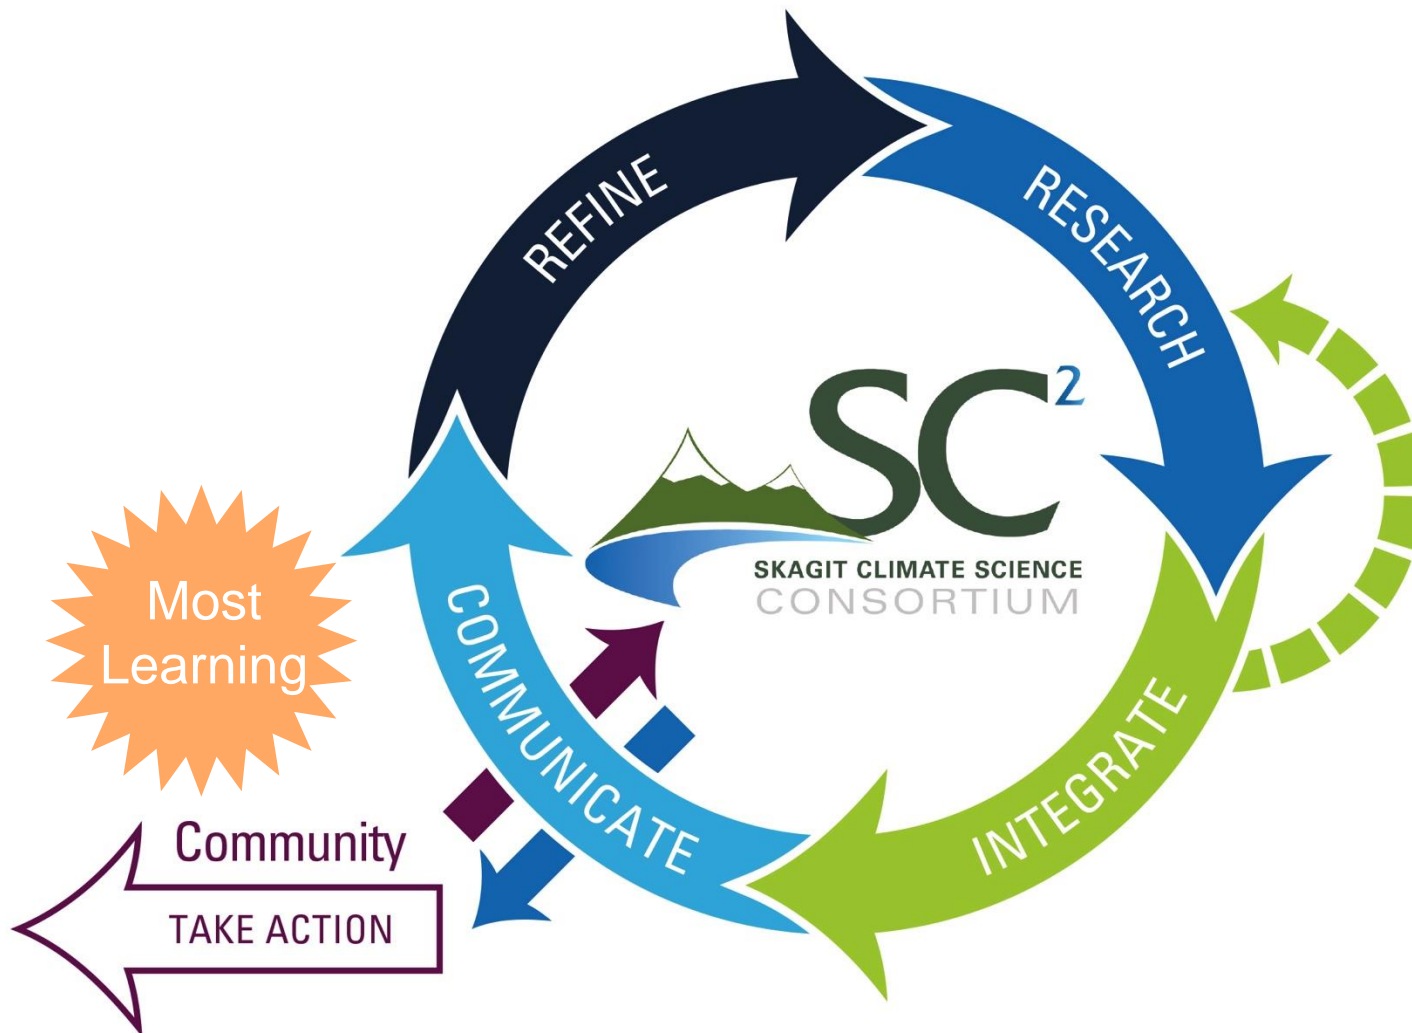 REFINE
RESEARCH
SC²
SKAGIT CLIMATE SCIENCE
CONSORTIUM
Most
Learning
COMMUNICATE
INTEGRATE
Community
TAKE ACTION